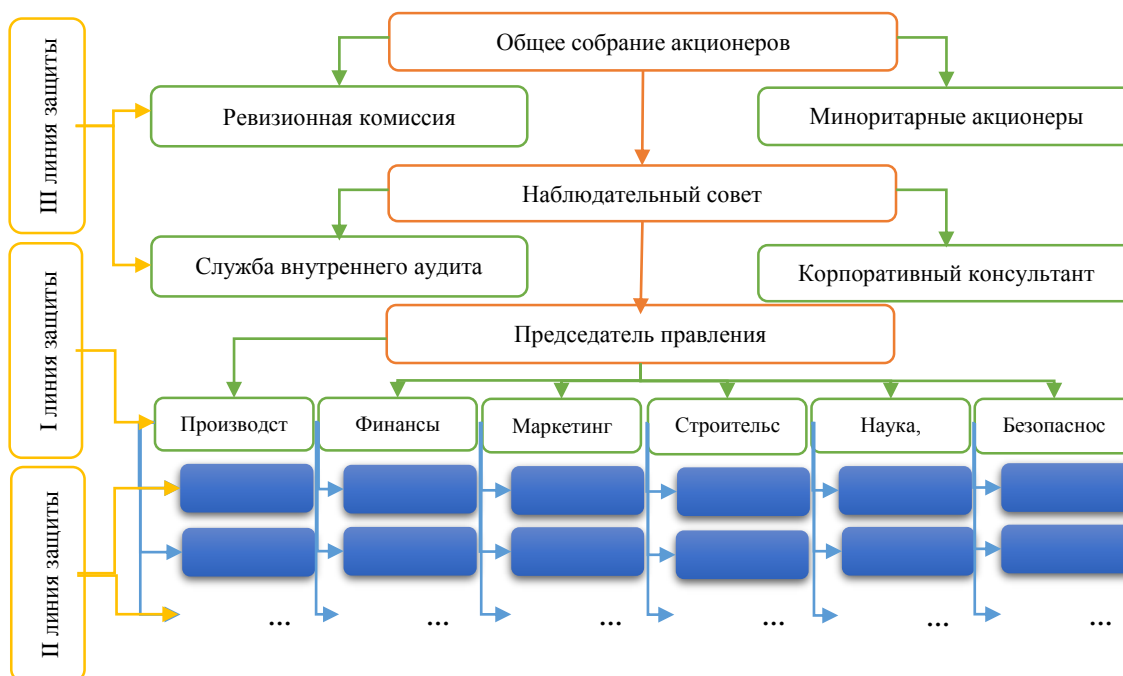 Общее собрание акционеров
III линия защиты
Ревизионная комиссия
Миноритарные акционеры
Наблюдательный совет
Служба внутреннего аудита
Корпоративный консультант
I линия защиты
Председатель правления
Производст
Финансы
Маркетинг
Строительс
Наука,
Безопаснос
II линия защиты
... ... ... ... ... ...